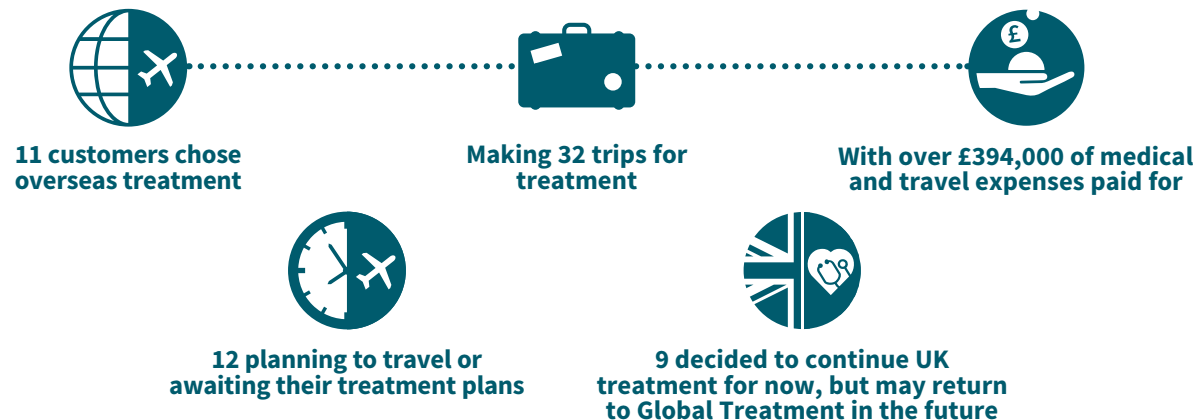 £
11 customers chose
overseas treatment
Making 32 trips for
treatment
With over £394,000 of medical
and travel expenses paid for
12 planning to travel or
awaiting their treatment plans
9 decided to continue UK
treatment for now, but may return
to Global Treatment in the future